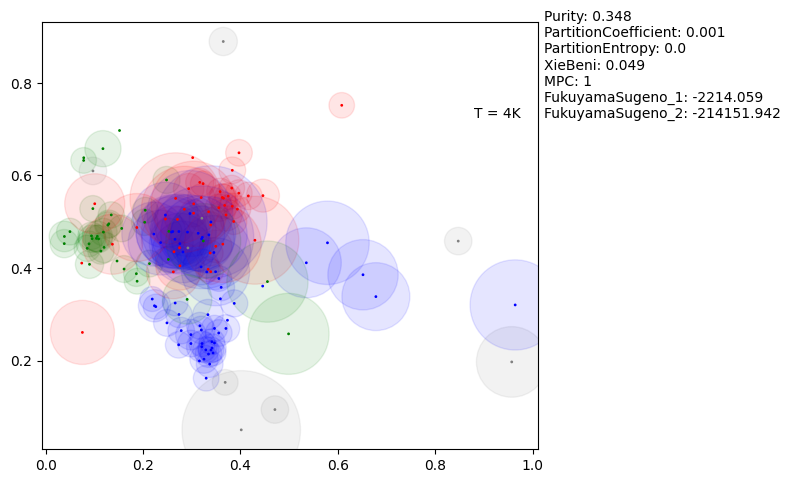 Purity: 0.348
PartitionCoefficient: 0.001
PartitionEntropy: 0.0
XieBeni: 0.049
MPC: 1
FukuyamaSugeno_1: -2214.059
FukuyamaSugeno_2: -214151.942
T = 4K
0.8
0.6
0.4
0.2
0.0 0.2 0.4 0.6 0.8 1.0